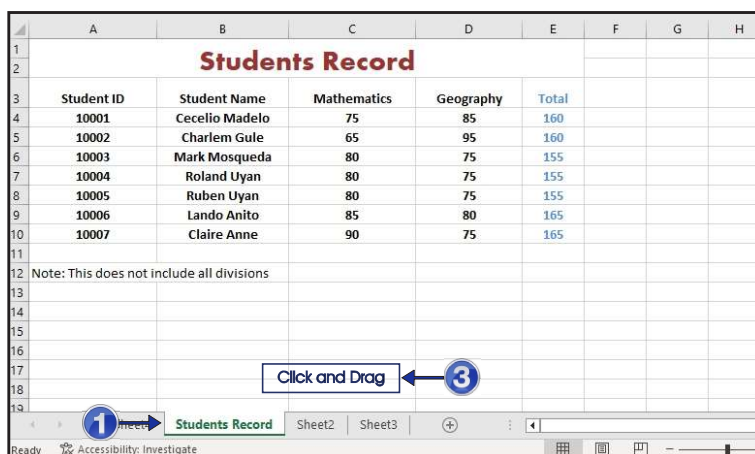 A B C D E F G H
1
2 Students Record
3 Student ID Student Name Mathematics Geography Total
4 10001 Cecelio Madelo 75 85 160
5 10002 Charlem Gule 65 95 160
6 10003 Mark Mosqueda 80 75 155
7 10004 Roland Uyan 80 75 155
8 10005 Ruben Uyan 80 75 155
9 10006 Lando Anito 85 80 165
10 10007 Claire Anne 90 75 165
11
12 Note: This does not include all divisions
13
14
15
16
17
Click and Drag 3
18
19
1 Students Record Sheet2 Sheet3
Ready Accessibility: Investigate